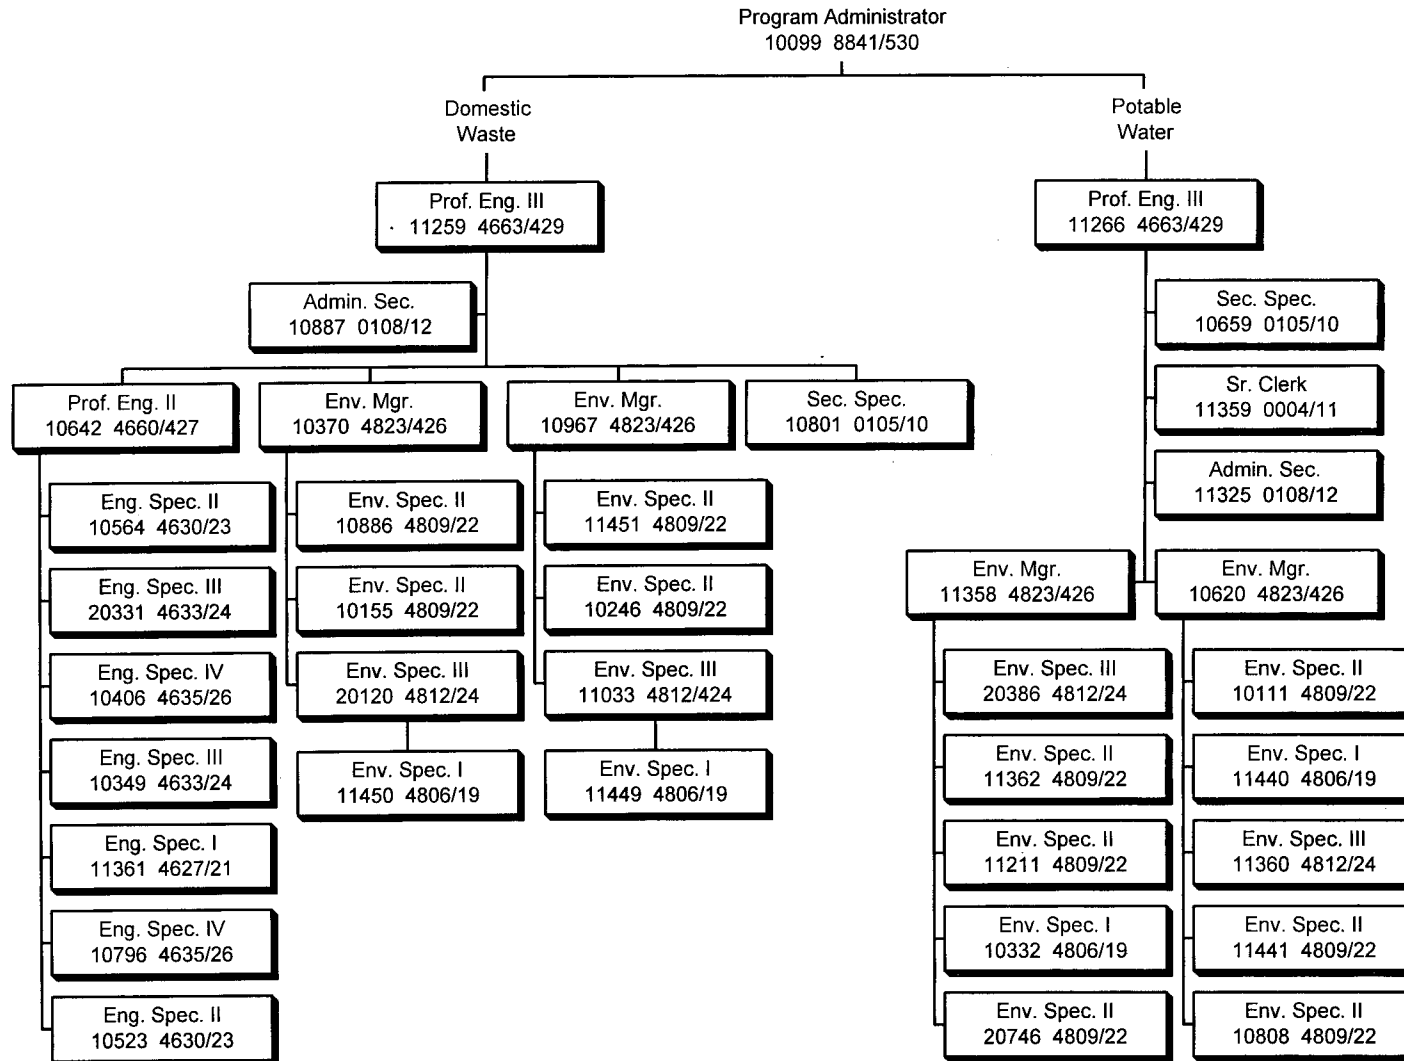 Program Administrator
10099 8841/530
Domestic
Waste
Potable
Water
Prof. Eng. III
11259 4663/429
Prof. Eng. III
11266 4663/429
Admin. Sec.
10887 0108/12
Sec. Spec.
10659 0105/10
Sr. Clerk
11359 0004/11
Admin. Sec.
11325 0108/12
Prof. Eng. II
10642 4660/427
Env. Mgr.
10370 4823/426
Env. Mgr.
10967 4823/426
Sec. Spec.
10801 0105/10
Eng. Spec. II
10564 4630/23
Eng. Spec. III
20331 4633/24
Eng. Spec. IV
10406 4635/26
Eng. Spec. III
10349 4633/24
Eng. Spec. I
11361 4627/21
Eng. Spec. IV
10796 4635/26
Eng. Spec. II
10523 4630/23
Env. Spec. II
10886 4809/22
Env. Spec. II
10155 4809/22
Env. Spec. III
20120 4812/24
Env. Spec. I
11450 4806/19
Env. Spec. II
11451 4809/22
Env. Spec. II
10246 4809/22
Env. Spec. III
11033 4812/424
Env. Spec. I
11449 4806/19
Env. Mgr.
11358 4823/426
Env. Mgr.
10620 4823/426
Env. Spec. III
20386 4812/24
Env. Spec. II
11362 4809/22
Env. Spec. II
11211 4809/22
Env. Spec. I
10332 4806/19
Env. Spec. II
20746 4809/22
Env. Spec. II
10111 4809/22
Env. Spec. I
11440 4806/19
Env. Spec. III
11360 4812/24
Env. Spec. II
11441 4809/22
Env. Spec. II
10808 4809/22